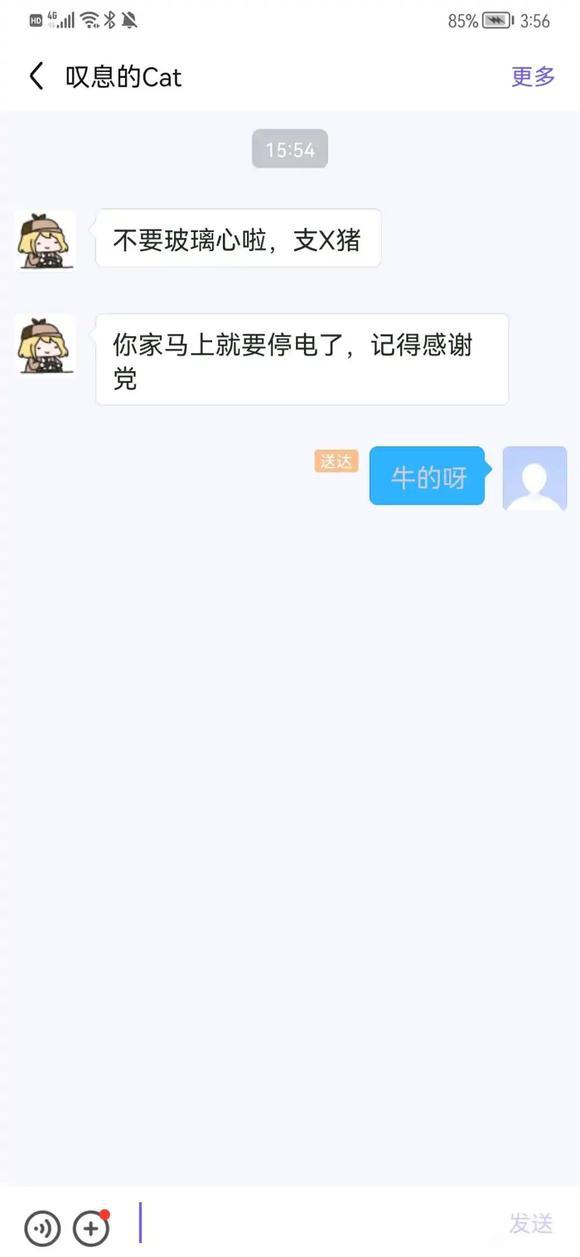 HD 4G 85% 3:56
叹息的Cat 更多
15:54
不要玻璃心啦，支X猪
你家马上就要停电了，记得感谢
党
送达 牛的呀
发送